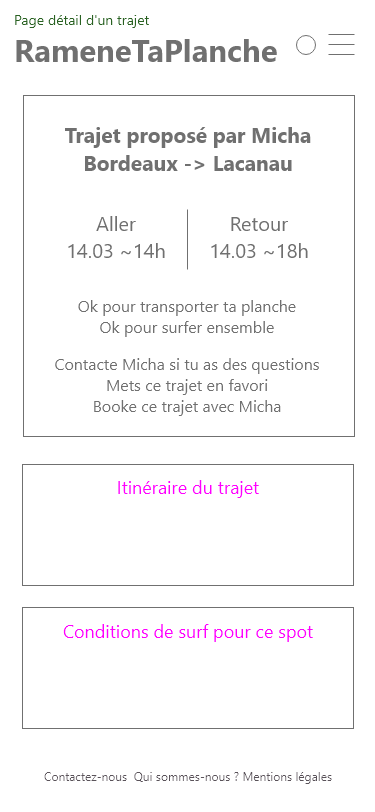 Page détail d'un trajet
RameneTaPlanche
Trajet proposé par Micha
Bordeaux -> Lacanau
Aller
14.03 ~14h
Retour
14.03 ~18h
Ok pour transporter ta planche
Ok pour surfer ensemble
Contacte Micha si tu as des questions
Mets ce trajet en favori
Booke ce trajet avec Micha
Itinéraire du trajet
Conditions de surf pour ce spot
Contactez-nous Qui sommes-nous ? Mentions légales